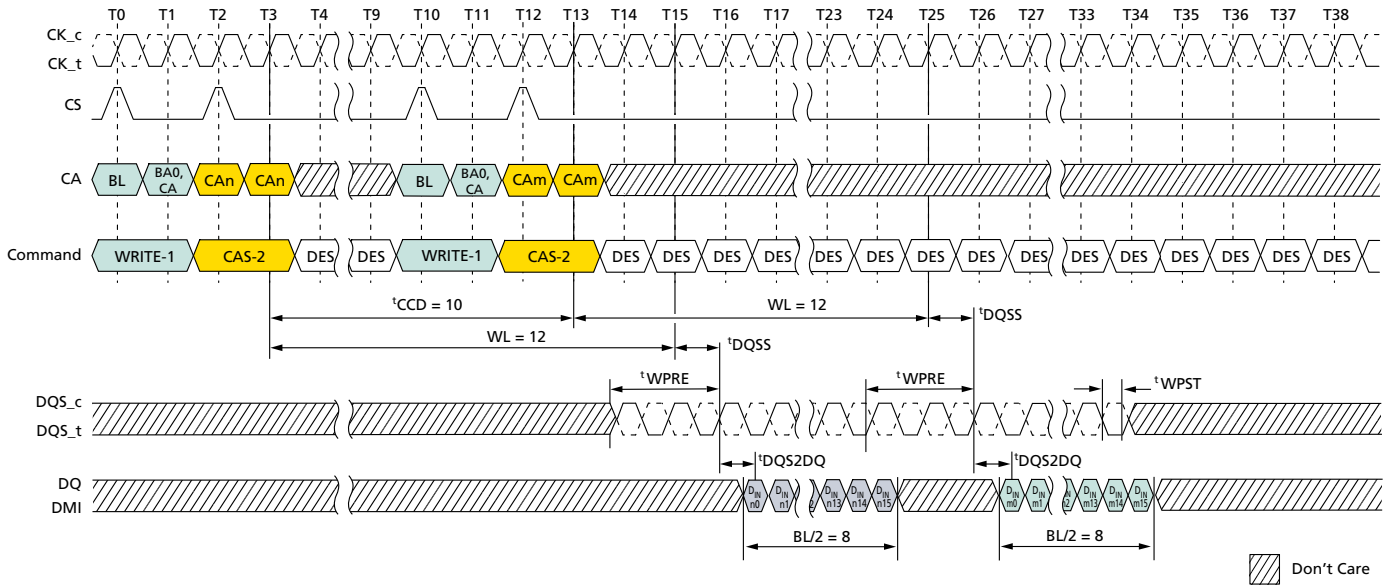 T0 T1 T2 T3 T4 T9 T10 T11 T12 T13 T14 T15 T16 T17 T23 T24 T25 T26 T27 T33 T34 T35 T36 T37 T38
CK_c
CK_t
CS
CA BL BA0, CA CAn CAn BL BA0, CA CAm CAm
Command WRITE-1 CAS-2 DES DES WRITE-1 CAS-2 DES DES DES DES DES DES DES DES DES DES DES DES DES DES DES
tCCD = 10 WL = 12 tDQSS
WL = 12 tDQSS
tWPRE tWPRE tWPST
DQS_c
DQS_t
tDQS2DQ tDQS2DQ
DQ DIN n0 DIN n1 DIN n13 DIN n14 DIN n15 DIN m0 DIN m1 DIN m13 DIN m14 DIN m15
DMI
BL/2 = 8 BL/2 = 8
Don't Care